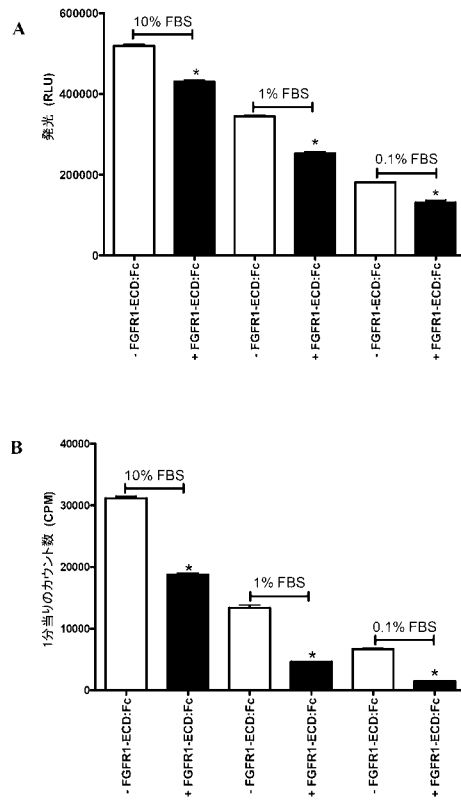 A
600000
400000
200000
0
発光 (RLU)
10% FBS
*
1% FBS
*
0.1% FBS
*
- FGFR1-ECD:Fc
+ FGFR1-ECD:Fc
- FGFR1-ECD:Fc
+ FGFR1-ECD:Fc
- FGFR1-ECD:Fc
+ FGFR1-ECD:Fc
B
40000
30000
20000
10000
0
1分当りのカウント数 (CPM)
10% FBS
*
1% FBS
*
0.1% FBS
*
- FGFR1-ECD:Fc
+ FGFR1-ECD:Fc
- FGFR1-ECD:Fc
+ FGFR1-ECD:Fc
- FGFR1-ECD:Fc
+ FGFR1-ECD:Fc